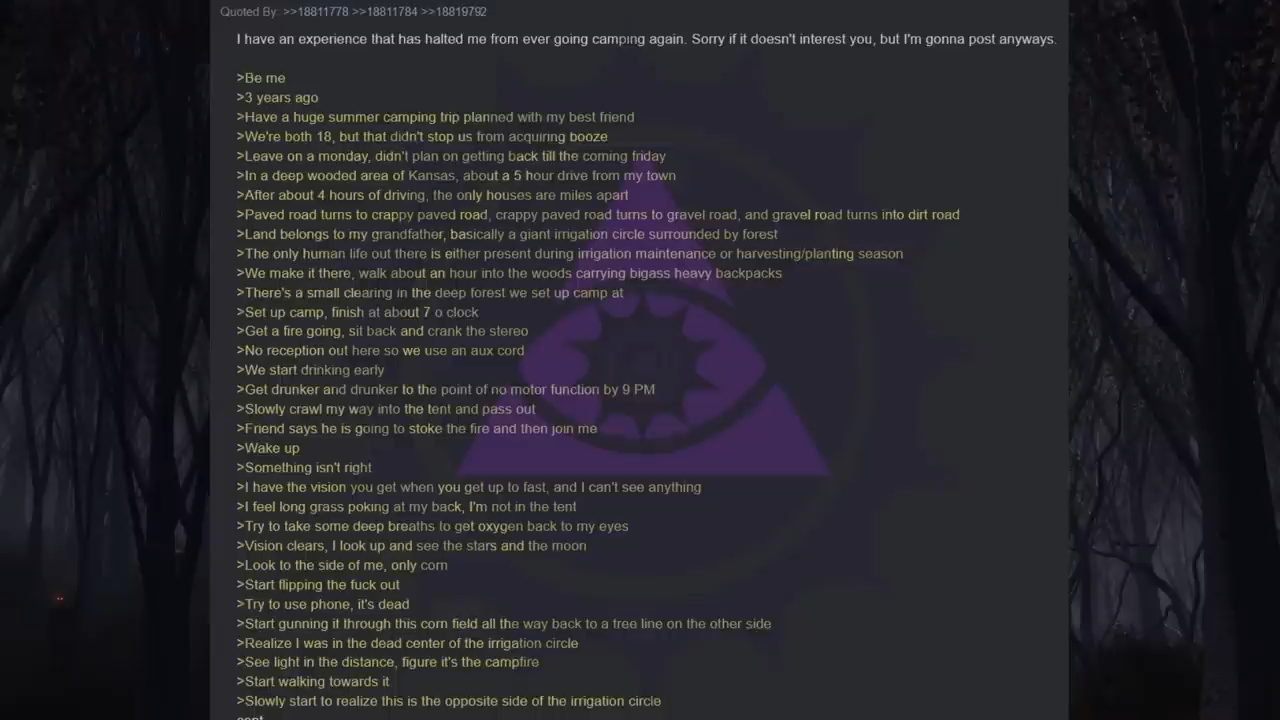 Quoted By: >>18811778 >>18811784 >>18819792
I have an experience that has halted me from ever going camping again. Sorry if it doesn't interest you, but I'm gonna post anyways.
>Be me
>3 years ago
>Have a huge summer camping trip planned with my best friend
>We're both 18, but that didn't stop us from acquiring booze
>Leave on a monday, didn't plan on getting back till the coming friday
>In a deep wooded area of Kansas, about a 5 hour drive from my town
>After about 4 hours of driving, the only houses are miles apart
>Paved road turns to crappy paved road, crappy paved road turns to gravel road, and gravel road turns into dirt road
>Land belongs to my grandfather, basically a giant irrigation circle surrounded by forest
>The only human life out there is either present during irrigation maintenance or harvesting/planting season
>We make it there, walk about an hour into the woods carrying bigass heavy backpacks
>There's a small clearing in the deep forest we set up camp at
>Set up camp, finish at about 7 o clock
>Get a fire going, sit back and crank the stereo
>No reception out here so we use an aux cord
>We start drinking early
>Get drunker and drunker to the point of no motor function by 9 PM
>Slowly crawl my way into the tent and pass out
>Friend says he is going to stoke the fire and then join me
>Wake up
>Something isn't right
>I have the vision you get when you get up to fast, and I can't see anything
>I feel long grass poking at my back, I'm not in the tent
>Try to take some deep breaths to get oxygen back to my eyes
>Vision clears, I look up and see the stars and the moon
>Look to the side of me, only corn
>Start flipping the fuck out
>Try to use phone, it's dead
>Start gunning it through this corn field all the way back to a tree line on the other side
>Realize I was in the dead center of the irrigation circle
>See light in the distance, figure it's the campfire
>Start walking towards it
>Slowly start to realize this is the opposite side of the irrigation circle
cont